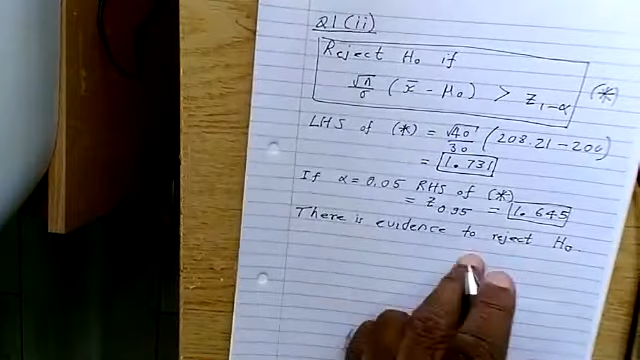 Q1(ii)
Reject H₀ if
√n/σ (x̄ - μ₀) > z₁₋α (*)
LHS of (*) = √40/30 (208.21 - 200)
= 1.731
If α = 0.05 RHS of (*)
= z₀.₉₅ = 1.645
There is evidence to reject H₀.